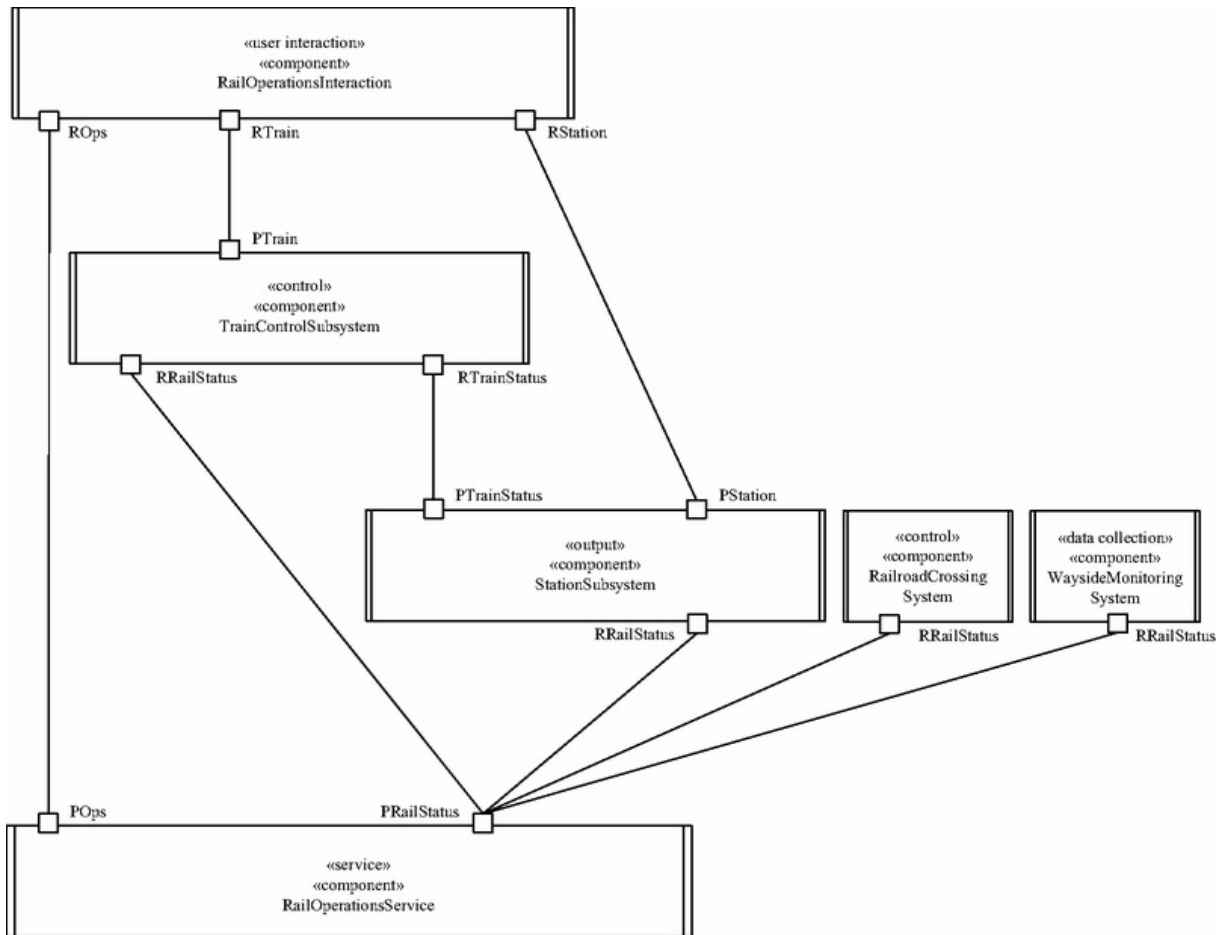 «user interaction»
«component»
RailOperationsInteraction
ROps
RTrain
RStation
PTrain
«control»
«component»
TrainControlSubsystem
RRailStatus
RTrainStatus
PTrainStatus
PStation
«output»
«component»
StationSubsystem
«control»
«component»
RailroadCrossing
System
«data collection»
«component»
WaysideMonitoring
System
RRailStatus
RRailStatus
RRailStatus
POps
PRailStatus
«service»
«component»
RailOperationsService